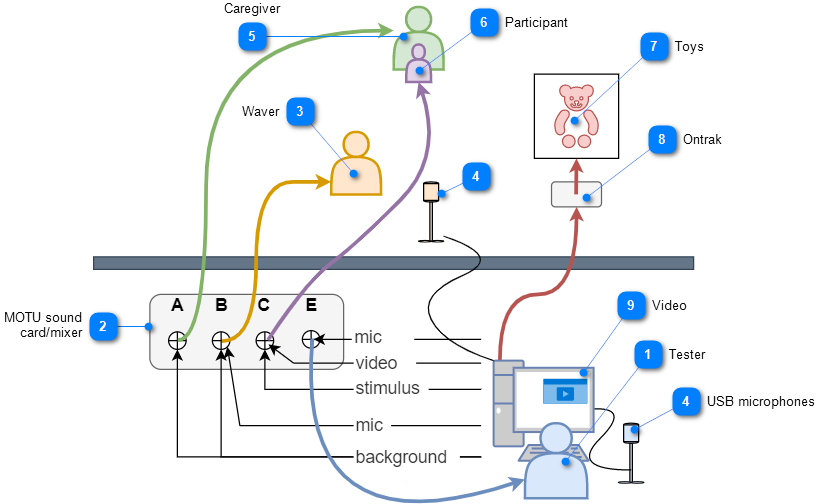 Caregiver
5
6
Participant
7
Toys
Waver
3
8
Ontrak
4
A B C E
MOTU sound
card/mixer
2
9
Video
mic
1
Tester
video
stimulus
4
USB microphones
mic
background